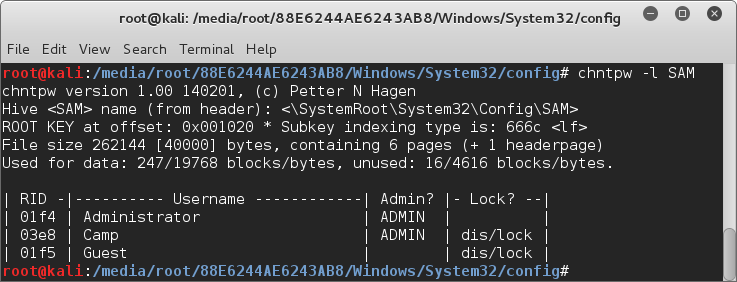 root@kali: /media/root/88E6244AE6243AB8/Windows/System32/config
File Edit View Search Terminal Help
root@kali:/media/root/88E6244AE6243AB8/Windows/System32/config# chntpw -l SAM
chntpw version 1.00 140201, (c) Petter N Hagen
Hive <SAM> name (from header): <\SystemRoot\System32\Config\SAM>
ROOT KEY at offset: 0x001020 * Subkey indexing type is: 666c <lf>
File size 262144 [40000] bytes, containing 6 pages (+ 1 headerpage)
Used for data: 247/19768 blocks/bytes, unused: 16/4616 blocks/bytes.

| RID -|---------- Username ------------| Admin? |- Lock? --|
| 01f4 | Administrator                  | ADMIN  |          |
| 03e8 | Camp                           | ADMIN  | dis/lock |
| 01f5 | Guest                          |        | dis/lock |
root@kali:/media/root/88E6244AE6243AB8/Windows/System32/config#